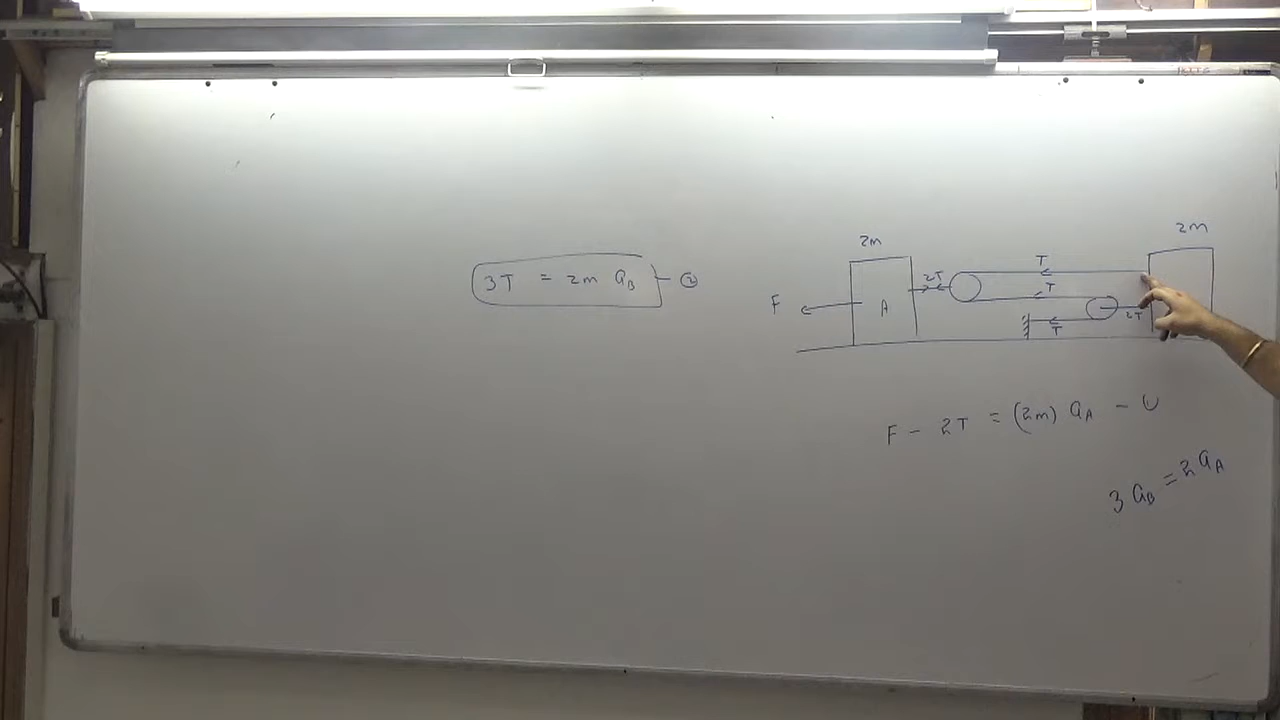 2m
2m
T
2T
T
F
A
2T
T
3T = 2m a_B - ②
F - 2T = (2m) a_A - ①
3 a_B = 2 a_A